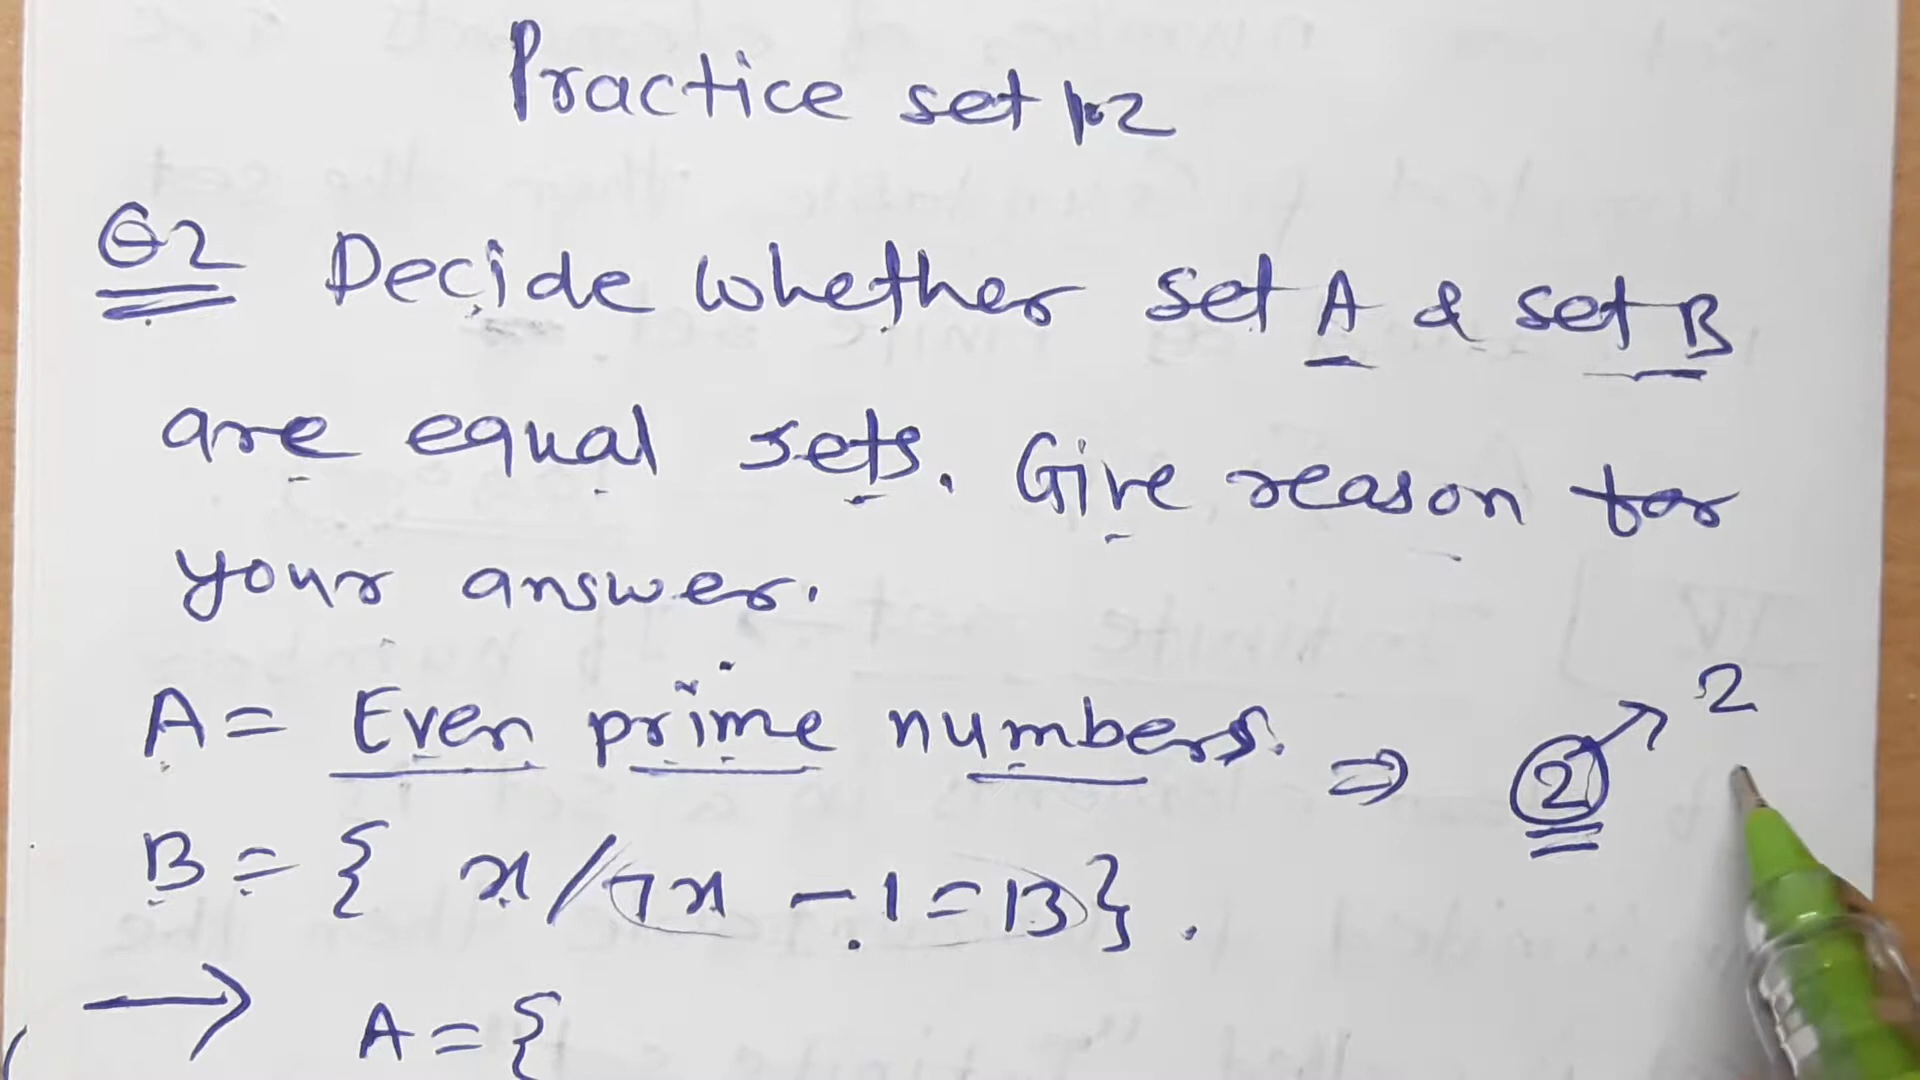 Practice set 1.2
Q2 Decide whether set A & set B
are equal sets. Give reason for
your answer.
A = Even prime numbers. ⇒ 2 → 2
B = { x / 7x - 1 = 13 } .
→ A = {